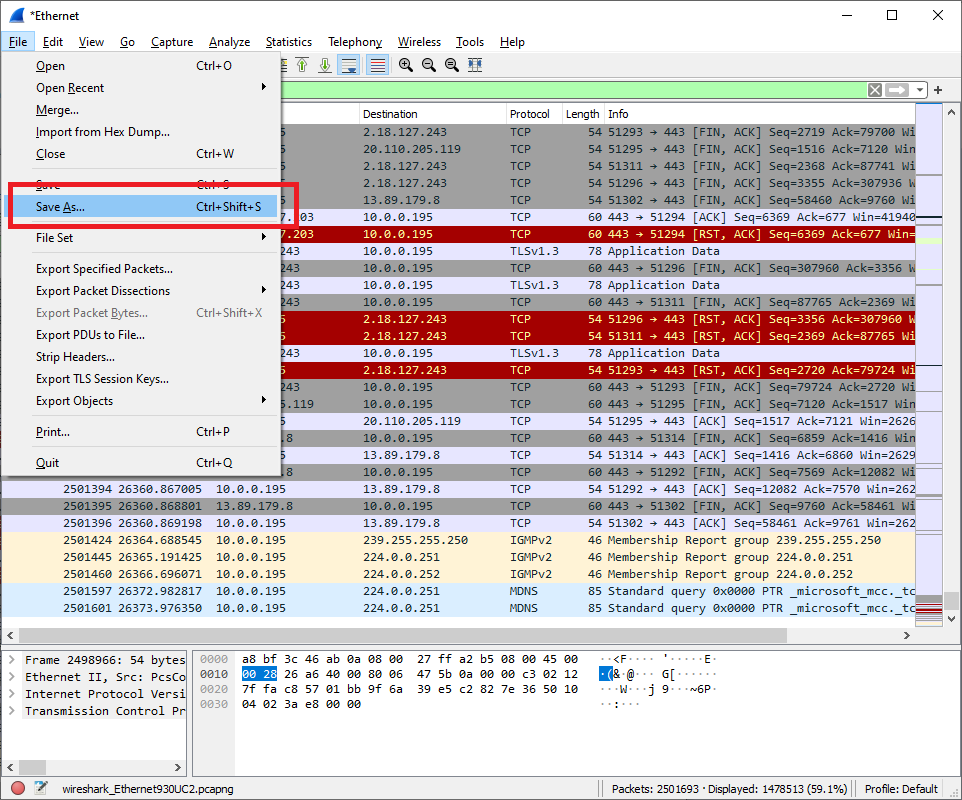 *Ethernet
File Edit View Go Capture Analyze Statistics Telephony Wireless Tools Help
Open Ctrl+O
Open Recent
Merge...
Import from Hex Dump...
Close Ctrl+W
Save Ctrl+S
Save As... Ctrl+Shift+S
File Set
Export Specified Packets...
Export Packet Dissections
Export Packet Bytes... Ctrl+Shift+X
Export PDUs to File...
Strip Headers...
Export TLS Session Keys...
Export Objects
Print... Ctrl+P
Quit Ctrl+Q
Destination Protocol Length Info
5 2.18.127.243 TCP 54 51293 → 443 [FIN, ACK] Seq=2719 Ack=79700 Wi
5 20.110.205.119 TCP 54 51295 → 443 [FIN, ACK] Seq=1516 Ack=7120 Win
5 2.18.127.243 TCP 54 51311 → 443 [FIN, ACK] Seq=2368 Ack=87741 Wi
5 2.18.127.243 TCP 54 51296 → 443 [FIN, ACK] Seq=3355 Ack=307936 W
5 13.89.179.8 TCP 54 51302 → 443 [FIN, ACK] Seq=58460 Ack=9760 Wi
7.203 10.0.0.195 TCP 60 443 → 51294 [ACK] Seq=6369 Ack=677 Win=41940
7.203 10.0.0.195 TCP 60 443 → 51294 [RST, ACK] Seq=6369 Ack=677 Win=
243 10.0.0.195 TLSv1.3 78 Application Data
243 10.0.0.195 TCP 60 443 → 51296 [FIN, ACK] Seq=307960 Ack=3356 W
243 10.0.0.195 TLSv1.3 78 Application Data
243 10.0.0.195 TCP 60 443 → 51311 [FIN, ACK] Seq=87765 Ack=2369 Wi
5 2.18.127.243 TCP 54 51296 → 443 [RST, ACK] Seq=3356 Ack=307960 W
5 2.18.127.243 TCP 54 51311 → 443 [RST, ACK] Seq=2369 Ack=87765 Wi
243 10.0.0.195 TLSv1.3 78 Application Data
5 2.18.127.243 TCP 54 51293 → 443 [RST, ACK] Seq=2720 Ack=79724 Wi
243 10.0.0.195 TCP 60 443 → 51293 [FIN, ACK] Seq=79724 Ack=2720 Wi
5.119 10.0.0.195 TCP 60 443 → 51295 [FIN, ACK] Seq=7120 Ack=1517 Win
5 20.110.205.119 TCP 54 51295 → 443 [ACK] Seq=1517 Ack=7121 Win=2626
.8 10.0.0.195 TCP 60 443 → 51314 [FIN, ACK] Seq=6859 Ack=1416 Win
5 13.89.179.8 TCP 54 51314 → 443 [ACK] Seq=1416 Ack=6860 Win=2629
.8 10.0.0.195 TCP 60 443 → 51292 [FIN, ACK] Seq=7569 Ack=12082 Wi
2501394 26360.867005 10.0.0.195 13.89.179.8 TCP 54 51292 → 443 [ACK] Seq=12082 Ack=7570 Win=262
2501395 26360.868801 13.89.179.8 10.0.0.195 TCP 60 443 → 51302 [FIN, ACK] Seq=9760 Ack=58461 Wi
2501396 26360.869198 10.0.0.195 13.89.179.8 TCP 54 51302 → 443 [ACK] Seq=58461 Ack=9761 Win=262
2501424 26364.688545 10.0.0.195 239.255.255.250 IGMPv2 46 Membership Report group 239.255.255.250
2501445 26365.191425 10.0.0.195 224.0.0.251 IGMPv2 46 Membership Report group 224.0.0.251
2501460 26366.696071 10.0.0.195 224.0.0.252 IGMPv2 46 Membership Report group 224.0.0.252
2501597 26372.982817 10.0.0.195 224.0.0.251 MDNS 85 Standard query 0x0000 PTR _microsoft_mcc._tc
2501601 26373.976350 10.0.0.195 224.0.0.251 MDNS 85 Standard query 0x0000 PTR _microsoft_mcc._tc
Frame 2498966: 54 bytes
Ethernet II, Src: PcsCo
Internet Protocol Versi
Transmission Control Pr
0000 a8 bf 3c 46 ab 0a 08 00 27 ff a2 b5 08 00 45 00 ··<F···· '·····E·
0010 00 28 26 a6 40 00 80 06 47 5b 0a 00 00 c3 02 12 ·(&·@··· G[······
0020 7f fa c8 57 01 bb 9f 6a 39 e5 c2 82 7e 36 50 10 ···W···j 9···~6P·
0030 04 02 3a e8 00 00 ··:···
wireshark_Ethernet930UC2.pcapng Packets: 2501693 · Displayed: 1478513 (59.1%) Profile: Default